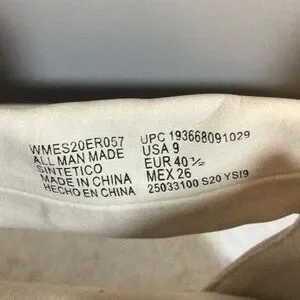 WMES20ER057
ALL MAN MADE
SINTETICO
MADE IN CHINA
HECHO EN CHINA
UPC 193668091029
USA 9
EUR 40 ½
MEX 26
25033100 S20 YSI9